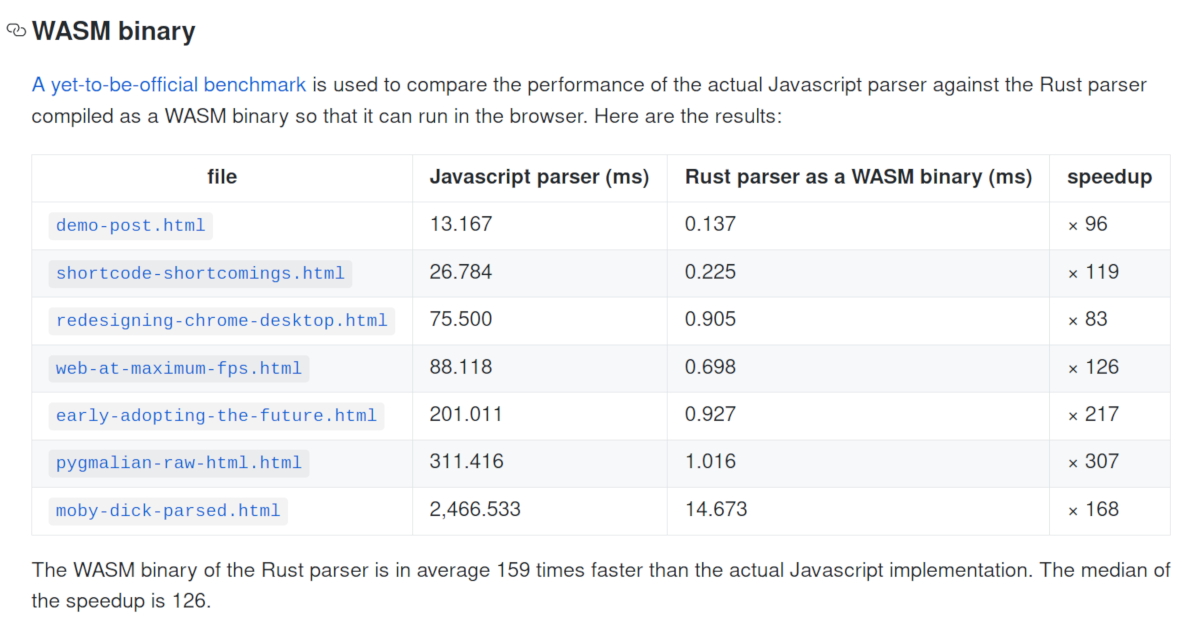 WASM binary
A yet-to-be-official benchmark is used to compare the performance of the actual Javascript parser against the Rust parser
compiled as a WASM binary so that it can run in the browser. Here are the results:
file Javascript parser (ms) Rust parser as a WASM binary (ms) speedup
demo-post.html 13.167 0.137 × 96
shortcode-shortcomings.html 26.784 0.225 × 119
redesigning-chrome-desktop.html 75.500 0.905 × 83
web-at-maximum-fps.html 88.118 0.698 × 126
early-adopting-the-future.html 201.011 0.927 × 217
pygmalian-raw-html.html 311.416 1.016 × 307
moby-dick-parsed.html 2,466.533 14.673 × 168
The WASM binary of the Rust parser is in average 159 times faster than the actual Javascript implementation. The median of
the speedup is 126.